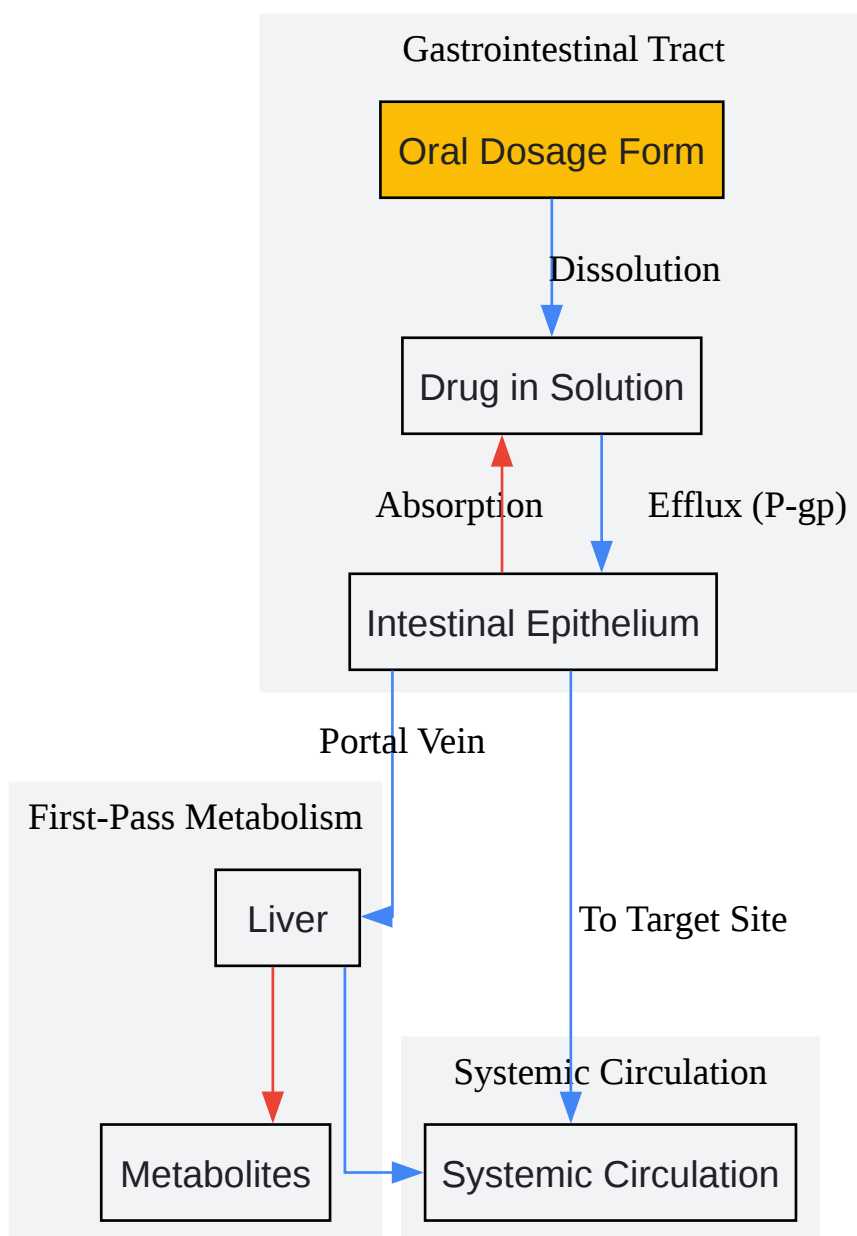 Gastrointestinal Tract
Oral Dosage Form
Dissolution
Drug in Solution
Absorption
Efflux (P-gp)
Intestinal Epithelium
Portal Vein
First-Pass Metabolism
Liver
To Target Site
Systemic Circulation
Metabolites
Systemic Circulation